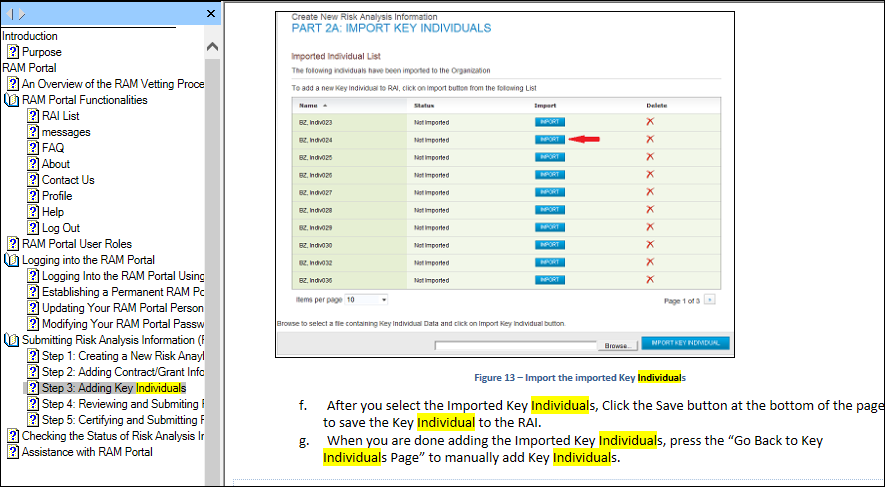 Introduction
Purpose
RAM Portal
An Overview of the RAM Vetting Proce
RAM Portal Functionalities
RAI List
messages
FAQ
About
Contact Us
Profile
Help
Log Out
RAM Portal User Roles
Logging into the RAM Portal
Logging Into the RAM Portal Using
Establishing a Permanent RAM Po
Updating Your RAM Portal Person
Modifying Your RAM Portal Passw
Submitting Risk Analysis Information (F
Step 1: Creating a New Risk Anayl
Step 2: Adding Contract/Grant Info
Step 3: Adding Key Individuals
Step 4: Reviewing and Submiting F
Step 5: Certifying and Submitting F
Checking the Status of Risk Analysis Ir
Assistance with RAM Portal
Create New Risk Analysis Information
PART 2A: IMPORT KEY INDIVIDUALS
Imported Individual List
The following individuals have been imported to the Organization
To add a new Key Individual to RAI, click on Import button from the following List
Name Status Import Delete
BZ, Indiv023 Not Imported IMPORT
BZ, Indiv024 Not Imported IMPORT
BZ, Indiv025 Not Imported IMPORT
BZ, Indiv026 Not Imported IMPORT
BZ, Indiv027 Not Imported IMPORT
BZ, Indiv028 Not Imported IMPORT
BZ, Indiv029 Not Imported IMPORT
BZ, Indiv030 Not Imported IMPORT
BZ, Indiv032 Not Imported IMPORT
BZ, Indiv036 Not Imported IMPORT
Items per page 10 Page 1 of 3
Browse to select a file containing Key Individual Data and click on Import Key Individual button.
Browse... IMPORT KEY INDIVIDUAL
Figure 13 – Import the imported Key Individuals
f. After you select the Imported Key Individuals, Click the Save button at the bottom of the page
to save the Key Individual to the RAI.
g. When you are done adding the Imported Key Individuals, press the “Go Back to Key
Individuals Page” to manually add Key Individuals.